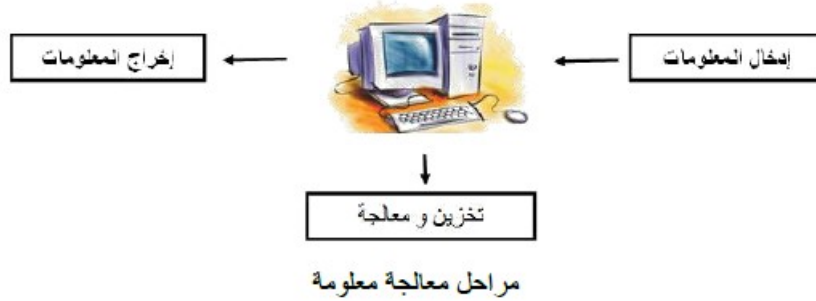 إدخال المعلومات
إخراج المعلومات
تخزين و معالجة
مراحل معالجة معلومة